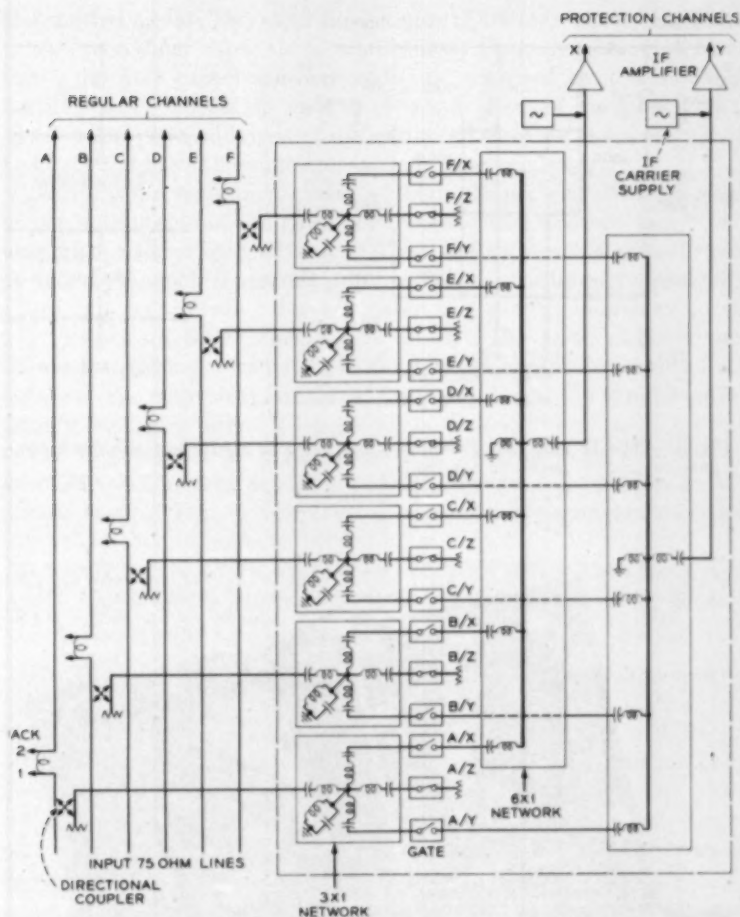 PROTECTION CHANNELS
X
IF
AMPLIFIER
Y
REGULAR CHANNELS
A
B
C
D
E
F
~
~
IF
CARRIER
SUPPLY
F/X
F/Z
F/Y
E/X
E/Z
E/Y
D/X
D/Z
D/Y
C/X
C/Z
C/Y
B/X
B/Z
B/Y
A/X
A/Z
A/Y
JACK
2
1
6X1
NETWORK
GATE
INPUT 75 OHM LINES
DIRECTIONAL
COUPLER
3X1
NETWORK